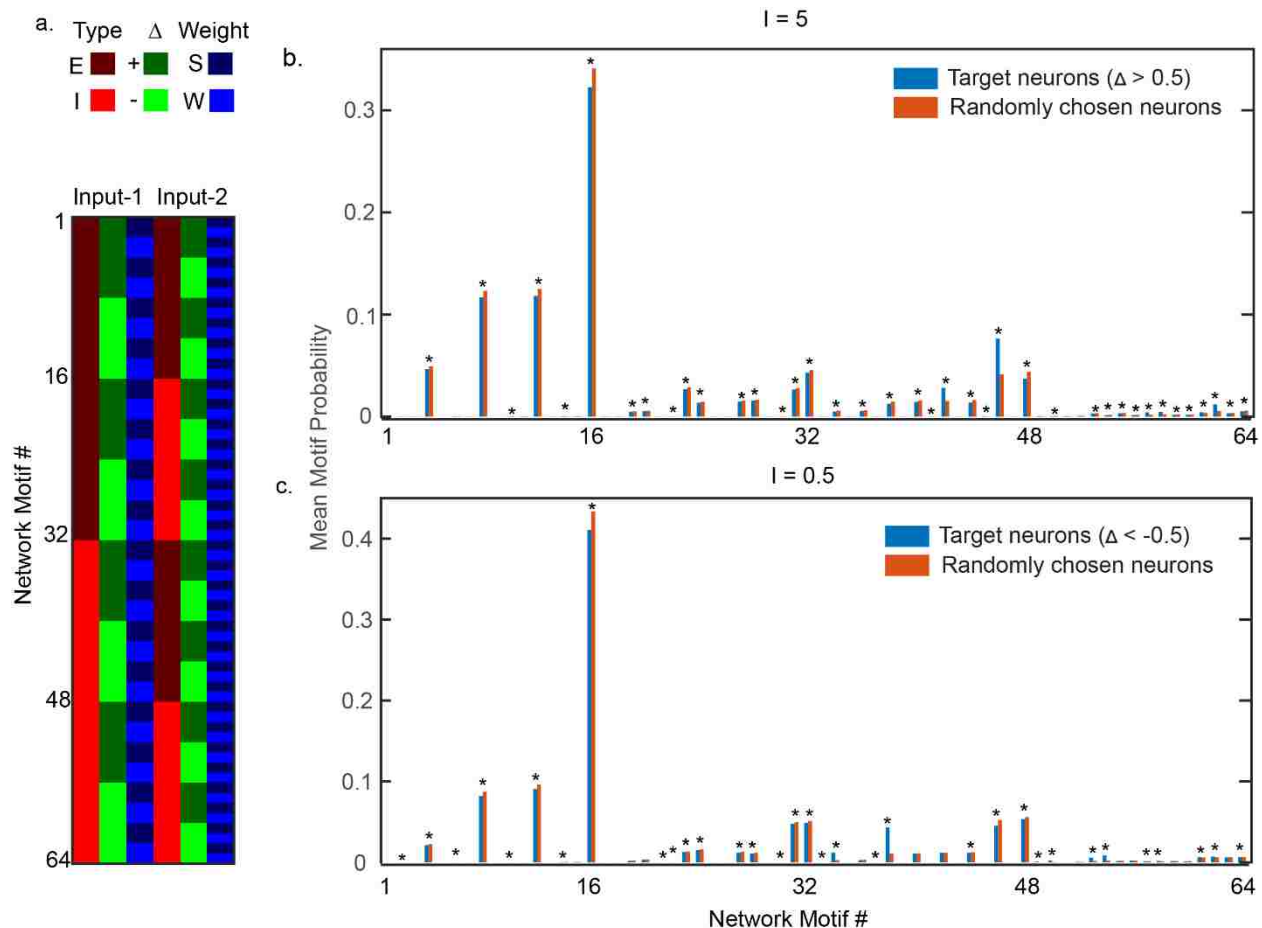 a. Type Δ Weight
E + S
I - W
Input-1 Input-2
1
16
32
48
64
Network Motif #
b.
I = 5
Target neurons (Δ > 0.5)
Randomly chosen neurons
0.3
0.2
0.1
0
1 16 32 48 64
Mean Motif Probability
c.
I = 0.5
Target neurons (Δ < -0.5)
Randomly chosen neurons
0.4
0.3
0.2
0.1
0
1 16 32 48 64
Network Motif #